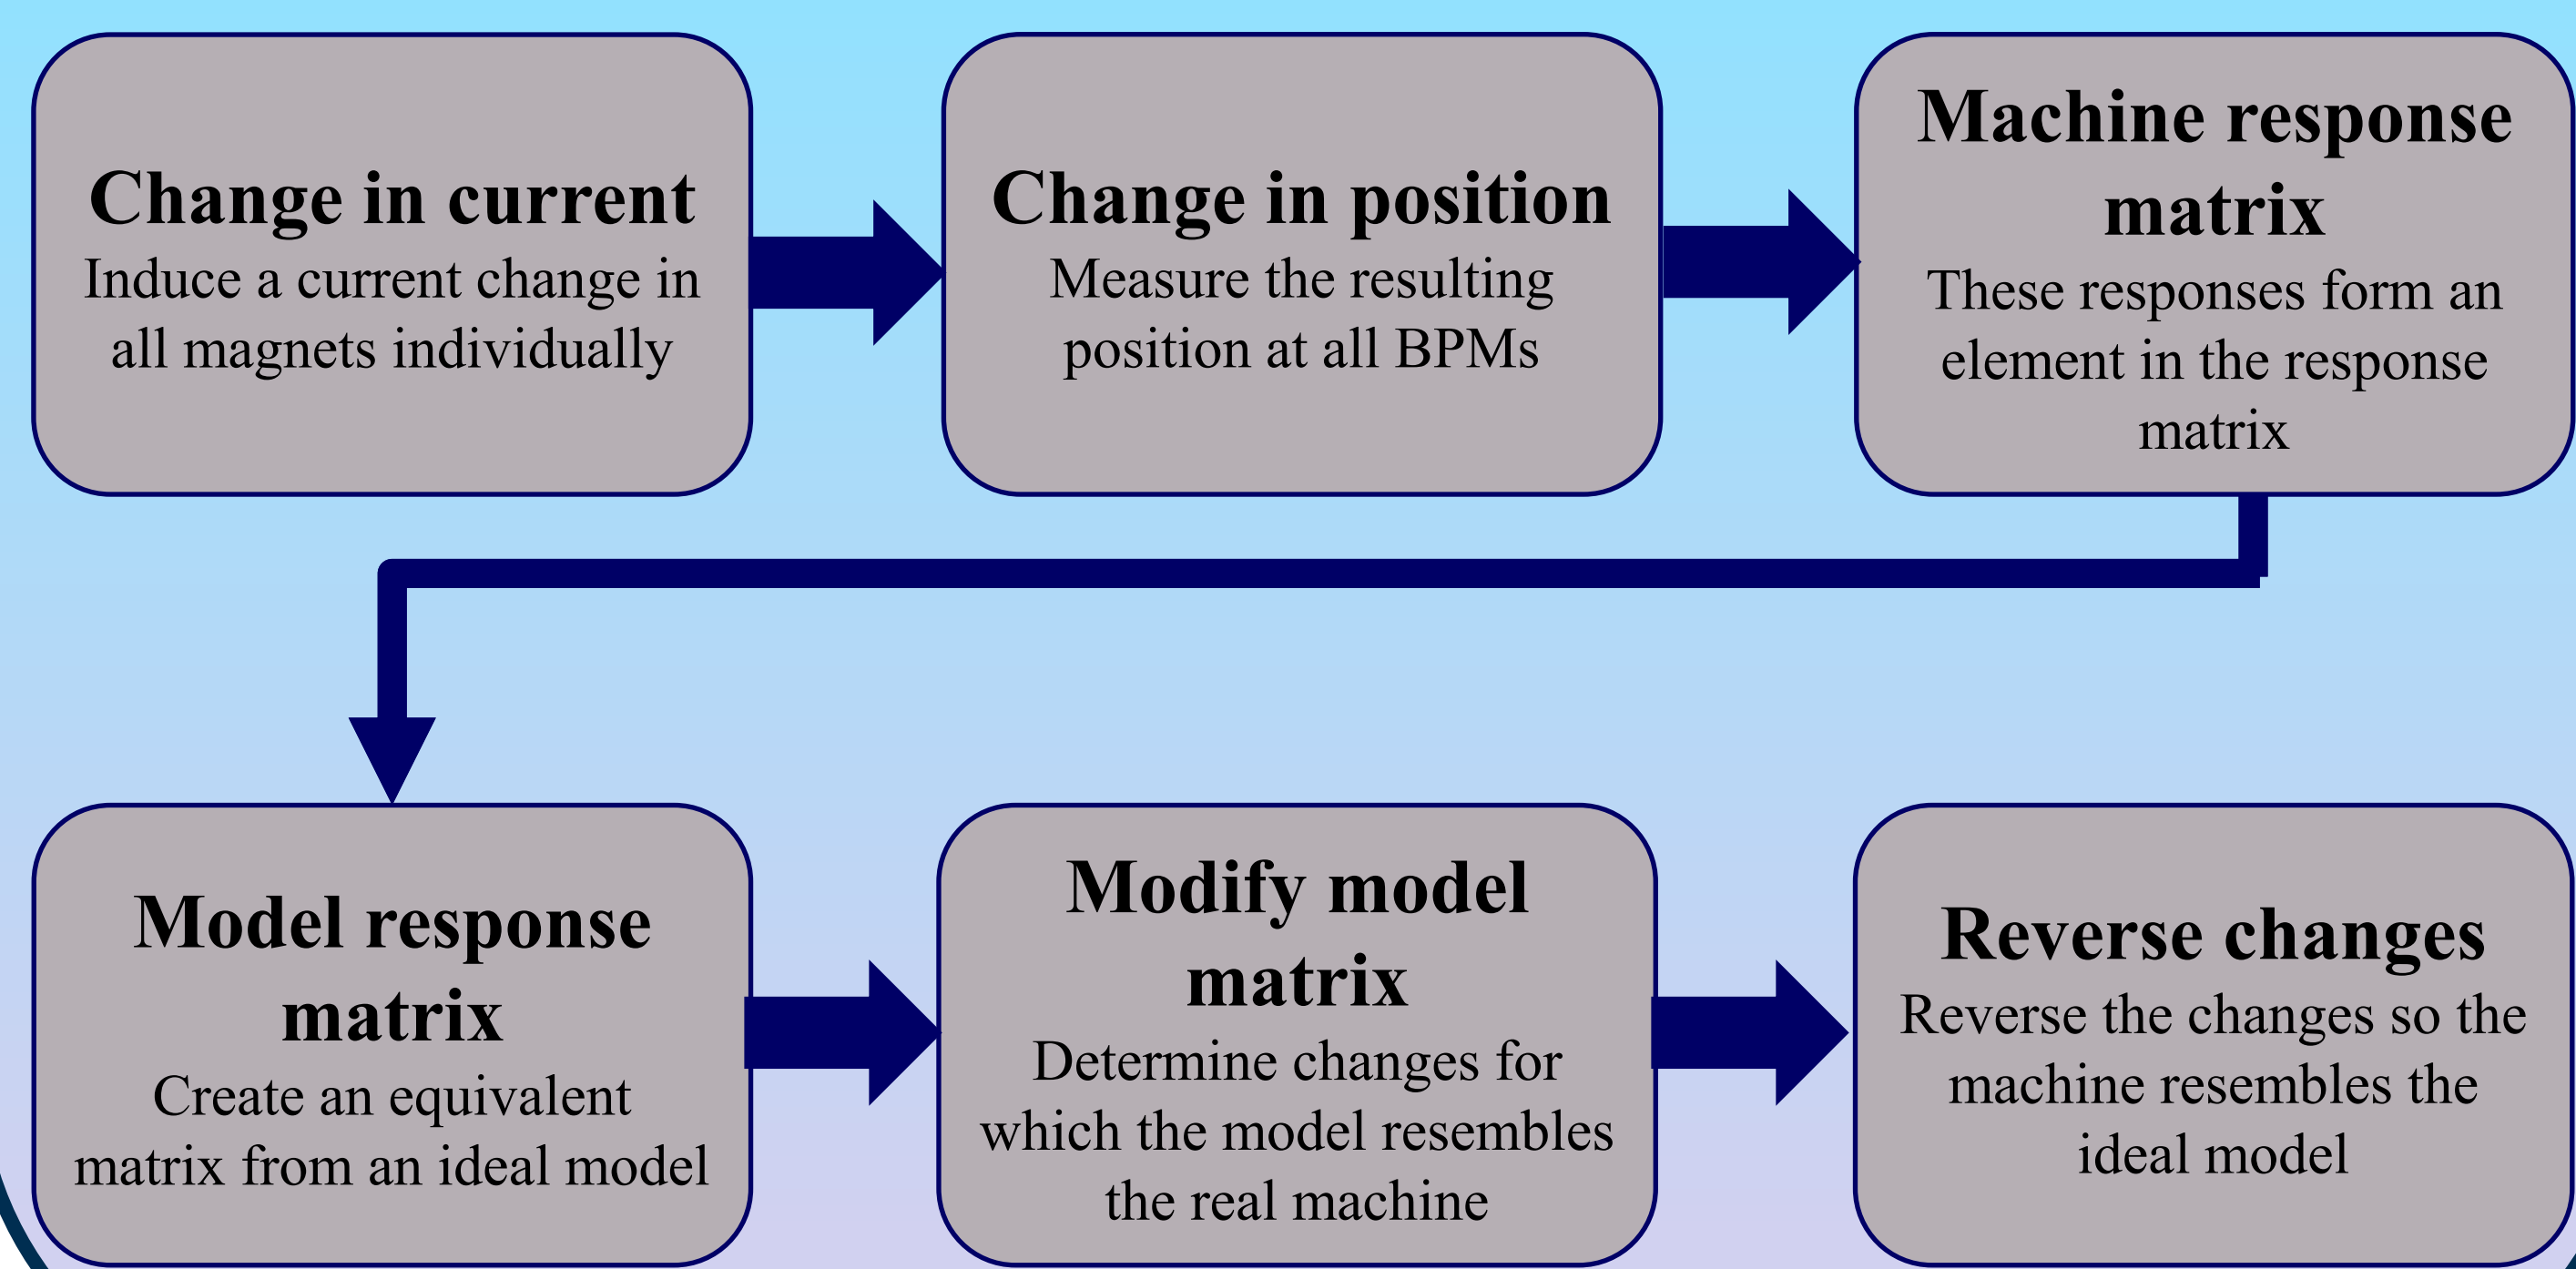 Change in current
Induce a current change in
all magnets individually
Change in position
Measure the resulting
position at all BPMs
Machine response
matrix
These responses form an
element in the response
matrix
Model response
matrix
Create an equivalent
matrix from an ideal model
Modify model
matrix
Determine changes for
which the model resembles
the real machine
Reverse changes
Reverse the changes so the
machine resembles the
ideal model